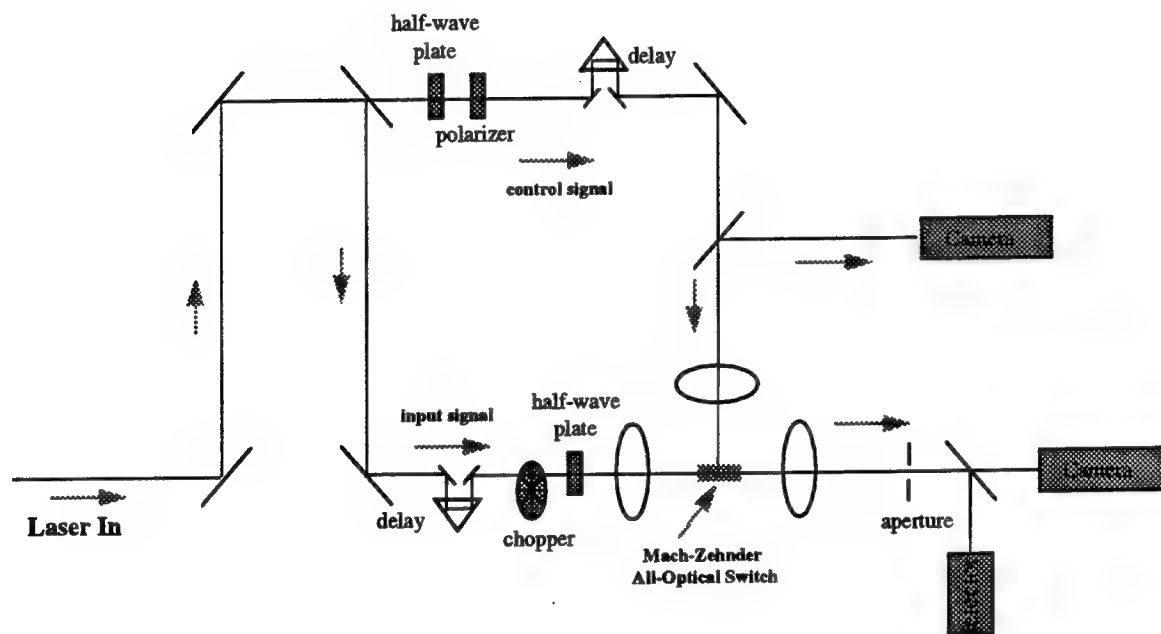 half-wave
plate
delay
polarizer
control signal
Camera
input signal
half-wave
plate
Camera
Laser In
delay
chopper
aperture
Mach-Zehnder
All-Optical Switch